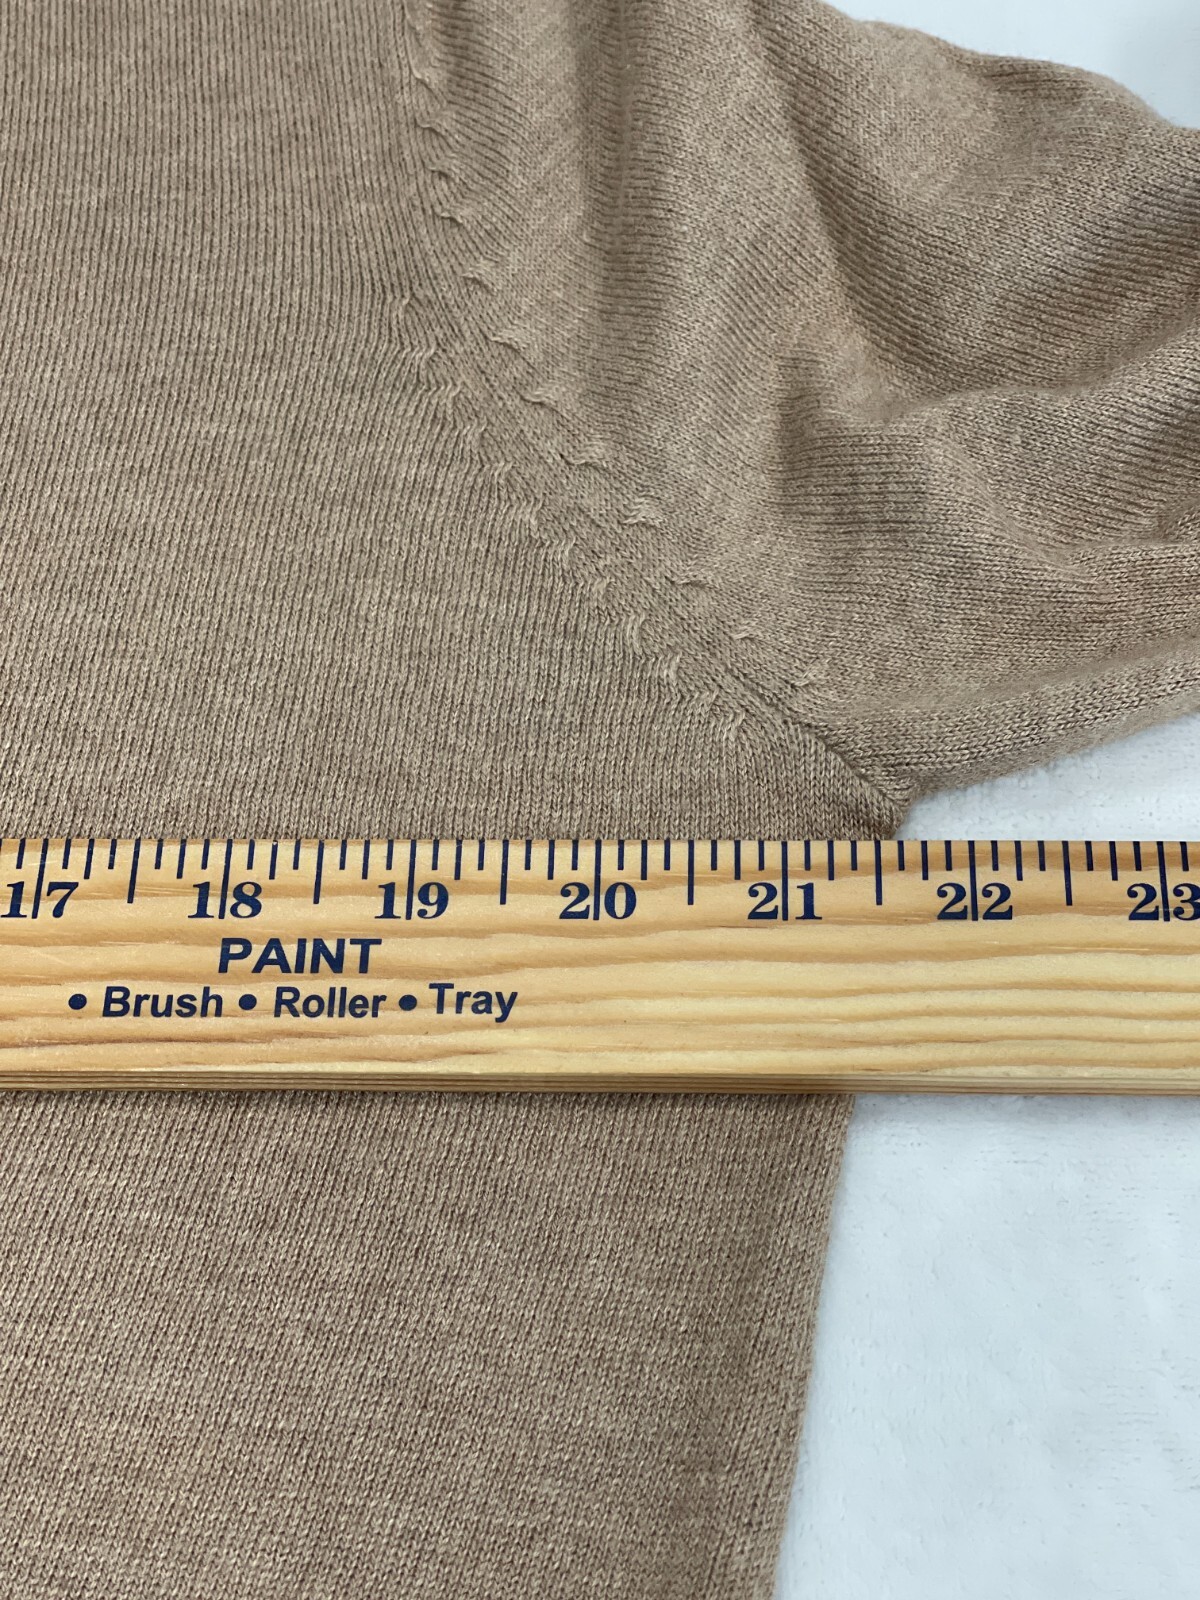 17 18 19 20 21 22 23
PAINT
• Brush • Roller • Tray